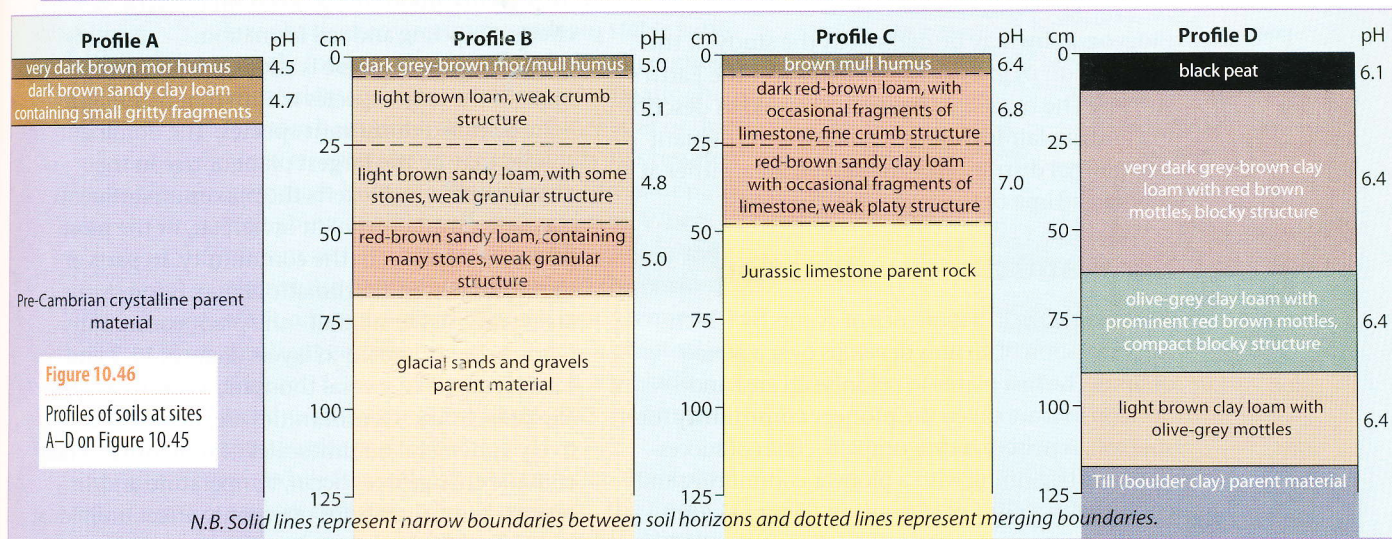 Profile A
pH
very dark brown mor humus
4.5
dark brown sandy clay loam
containing small gritty fragments
4.7
Pre-Cambrian crystalline parent
material
Figure 10.46
Profiles of soils at sites
A–D on Figure 10.45
cm
Profile B
pH
0
dark grey-brown mor/mull humus
5.0
light brown loam, weak crumb
structure
5.1
25
light brown sandy loam, with some
stones, weak granular structure
4.8
50
red-brown sandy loam, containing
many stones, weak granular
structure
5.0
75
glacial sands and gravels
parent material
100
125
cm
Profile C
pH
0
brown mull humus
6.4
dark red-brown loam, with
occasional fragments of
limestone, fine crumb structure
6.8
25
red-brown sandy clay loam
with occasional fragments of
limestone, weak platy structure
7.0
50
Jurassic limestone parent rock
75
100
125
cm
Profile D
pH
0
black peat
6.1
25
very dark grey-brown clay
loam with red brown
mottles, blocky structure
6.4
50
olive-grey clay loam with
prominent red brown mottles,
compact blocky structure
75
6.4
100
light brown clay loam with
olive-grey mottles
6.4
Till (boulder clay) parent material
125
N.B. Solid lines represent narrow boundaries between soil horizons and dotted lines represent merging boundaries.